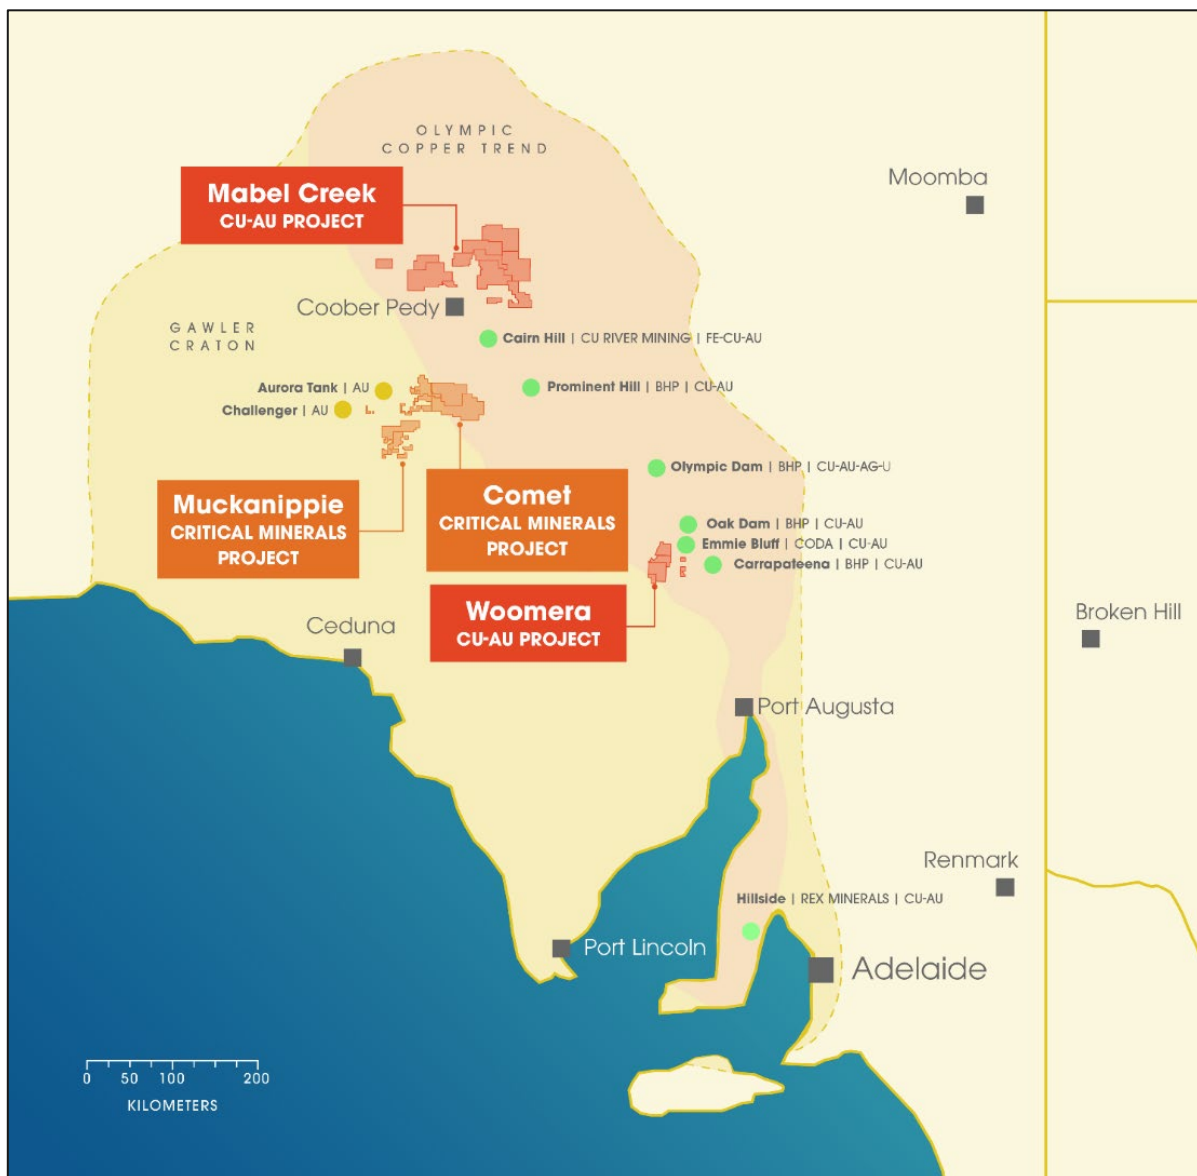 OLYMPIC
COPPER TREND
Moomba
Mabel Creek
CU-AU PROJECT
Coober Pedy
GAWLER
CRATON
Cairn Hill | CU RIVER MINING | FE-CU-AU
Aurora Tank | AU
Prominent Hill | BHP | CU-AU
Challenger | AU
Olympic Dam | BHP | CU-AU-AG-U
Muckanippie
CRITICAL MINERALS
PROJECT
Comet
CRITICAL MINERALS
PROJECT
Oak Dam | BHP | CU-AU
Emmie Bluff | CODA | CU-AU
Carrapateena | BHP | CU-AU
Woomera
CU-AU PROJECT
Broken Hill
Ceduna
Port Augusta
Renmark
Hillside | REX MINERALS | CU-AU
Port Lincoln
Adelaide
0 50 100 200
KILOMETERS